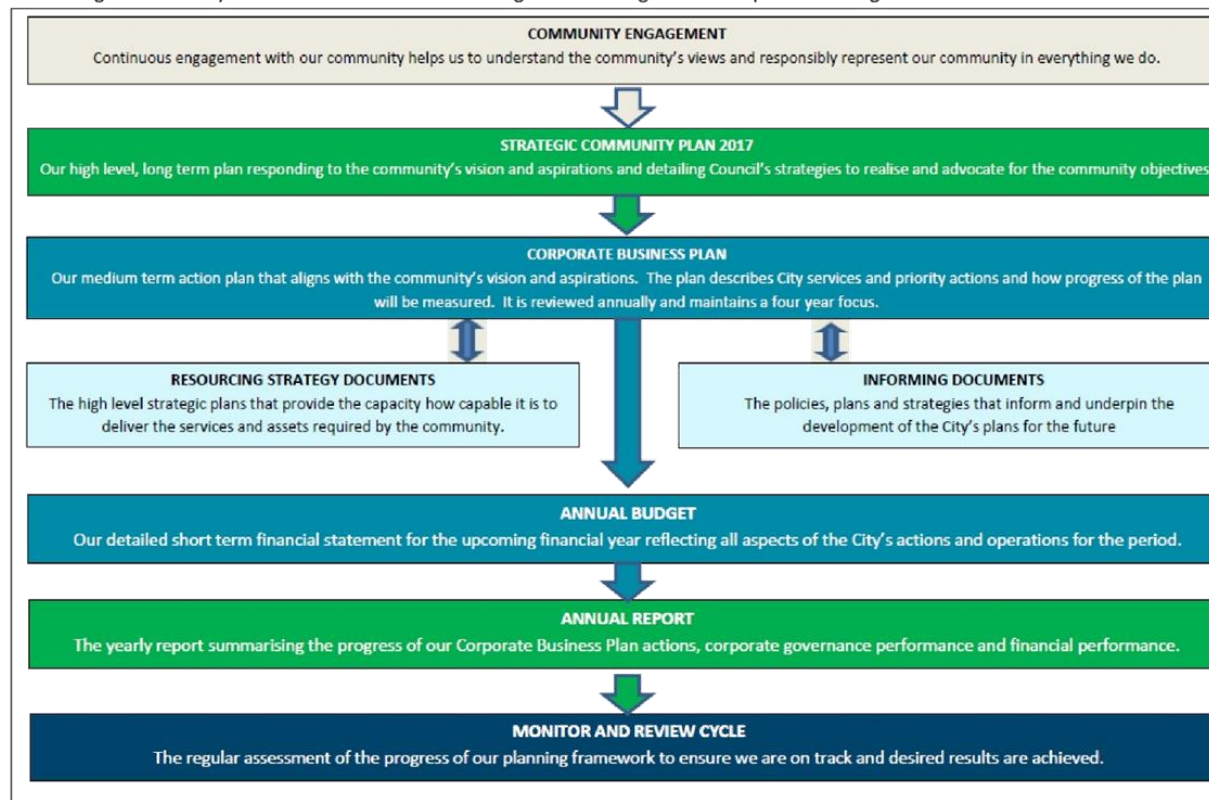 COMMUNITY ENGAGEMENT
Continuous engagement with our community helps us to understand the community's views and responsibly represent our community in everything we do.
STRATEGIC COMMUNITY PLAN 2017
Our high level, long term plan responding to the community's vision and aspirations and detailing Council's strategies to realise and advocate for the community objectives
CORPORATE BUSINESS PLAN
Our medium term action plan that aligns with the community's vision and aspirations. The plan describes City services and priority actions and how progress of the plan
will be measured. It is reviewed annually and maintains a four year focus.
RESOURCING STRATEGY DOCUMENTS
The high level strategic plans that provide the capacity how capable it is to
deliver the services and assets required by the community.
INFORMING DOCUMENTS
The policies, plans and strategies that inform and underpin the
development of the City's plans for the future
ANNUAL BUDGET
Our detailed short term financial statement for the upcoming financial year reflecting all aspects of the City's actions and operations for the period.
ANNUAL REPORT
The yearly report summarising the progress of our Corporate Business Plan actions, corporate governance performance and financial performance.
MONITOR AND REVIEW CYCLE
The regular assessment of the progress of our planning framework to ensure we are on track and desired results are achieved.